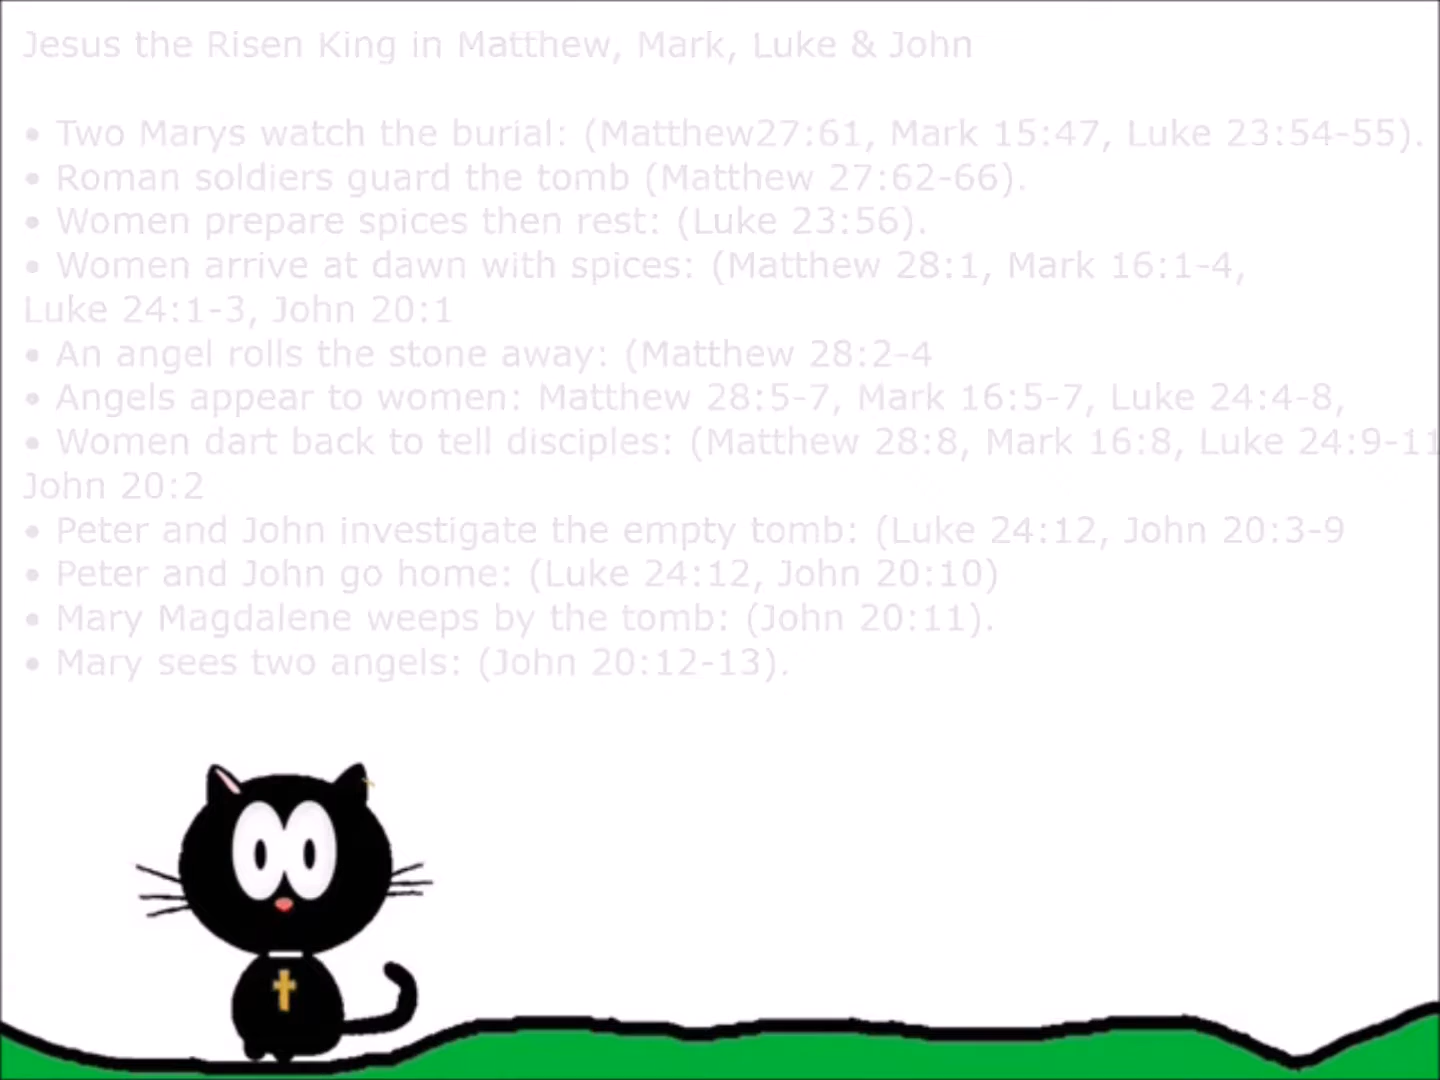 Jesus the Risen King in Matthew, Mark, Luke & John
• Two Marys watch the burial: (Matthew27:61, Mark 15:47, Luke 23:54-55).
• Roman soldiers guard the tomb (Matthew 27:62-66).
• Women prepare spices then rest: (Luke 23:56).
• Women arrive at dawn with spices: (Matthew 28:1, Mark 16:1-4,
Luke 24:1-3, John 20:1
• An angel rolls the stone away: (Matthew 28:2-4
• Angels appear to women: Matthew 28:5-7, Mark 16:5-7, Luke 24:4-8,
• Women dart back to tell disciples: (Matthew 28:8, Mark 16:8, Luke 24:9-11
John 20:2
• Peter and John investigate the empty tomb: (Luke 24:12, John 20:3-9
• Peter and John go home: (Luke 24:12, John 20:10)
• Mary Magdalene weeps by the tomb: (John 20:11).
• Mary sees two angels: (John 20:12-13).